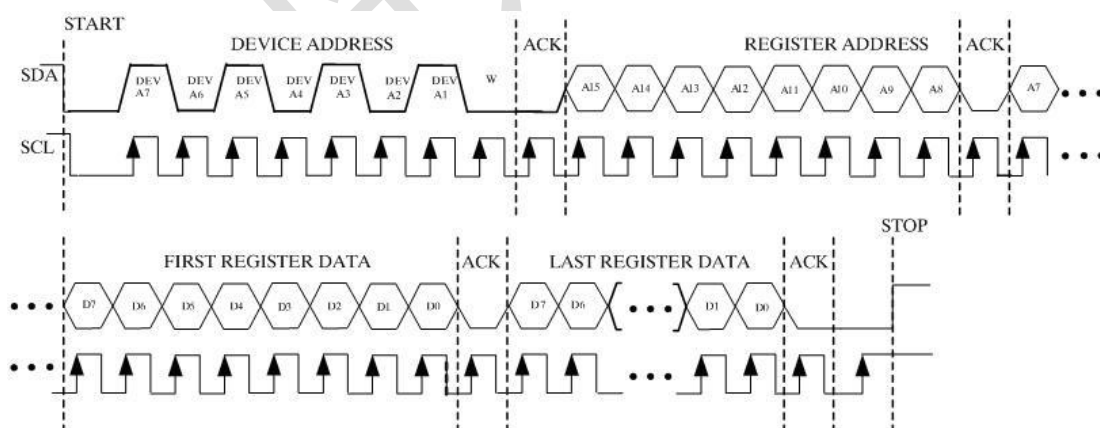 START
DEVICE ADDRESS ACK REGISTER ADDRESS ACK
SDA DEV A7 DEV A6 DEV A5 DEV A4 DEV A3 DEV A2 DEV A1 W A15 A14 A13 A12 A11 A10 A9 A8 A7 • • •
SCL • • •
STOP
FIRST REGISTER DATA ACK LAST REGISTER DATA ACK
• • • D7 D6 D5 D4 D3 D2 D1 D0 D7 D6 • • • D1 D0
• • • • • •